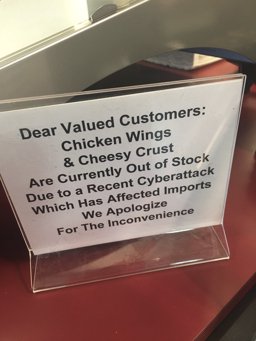 Dear Valued Customers:
Chicken Wings
& Cheesy Crust
Are Currently Out of Stock
Due to a Recent Cyberattack
Which Has Affected Imports
We Apologize
For The Inconvenience